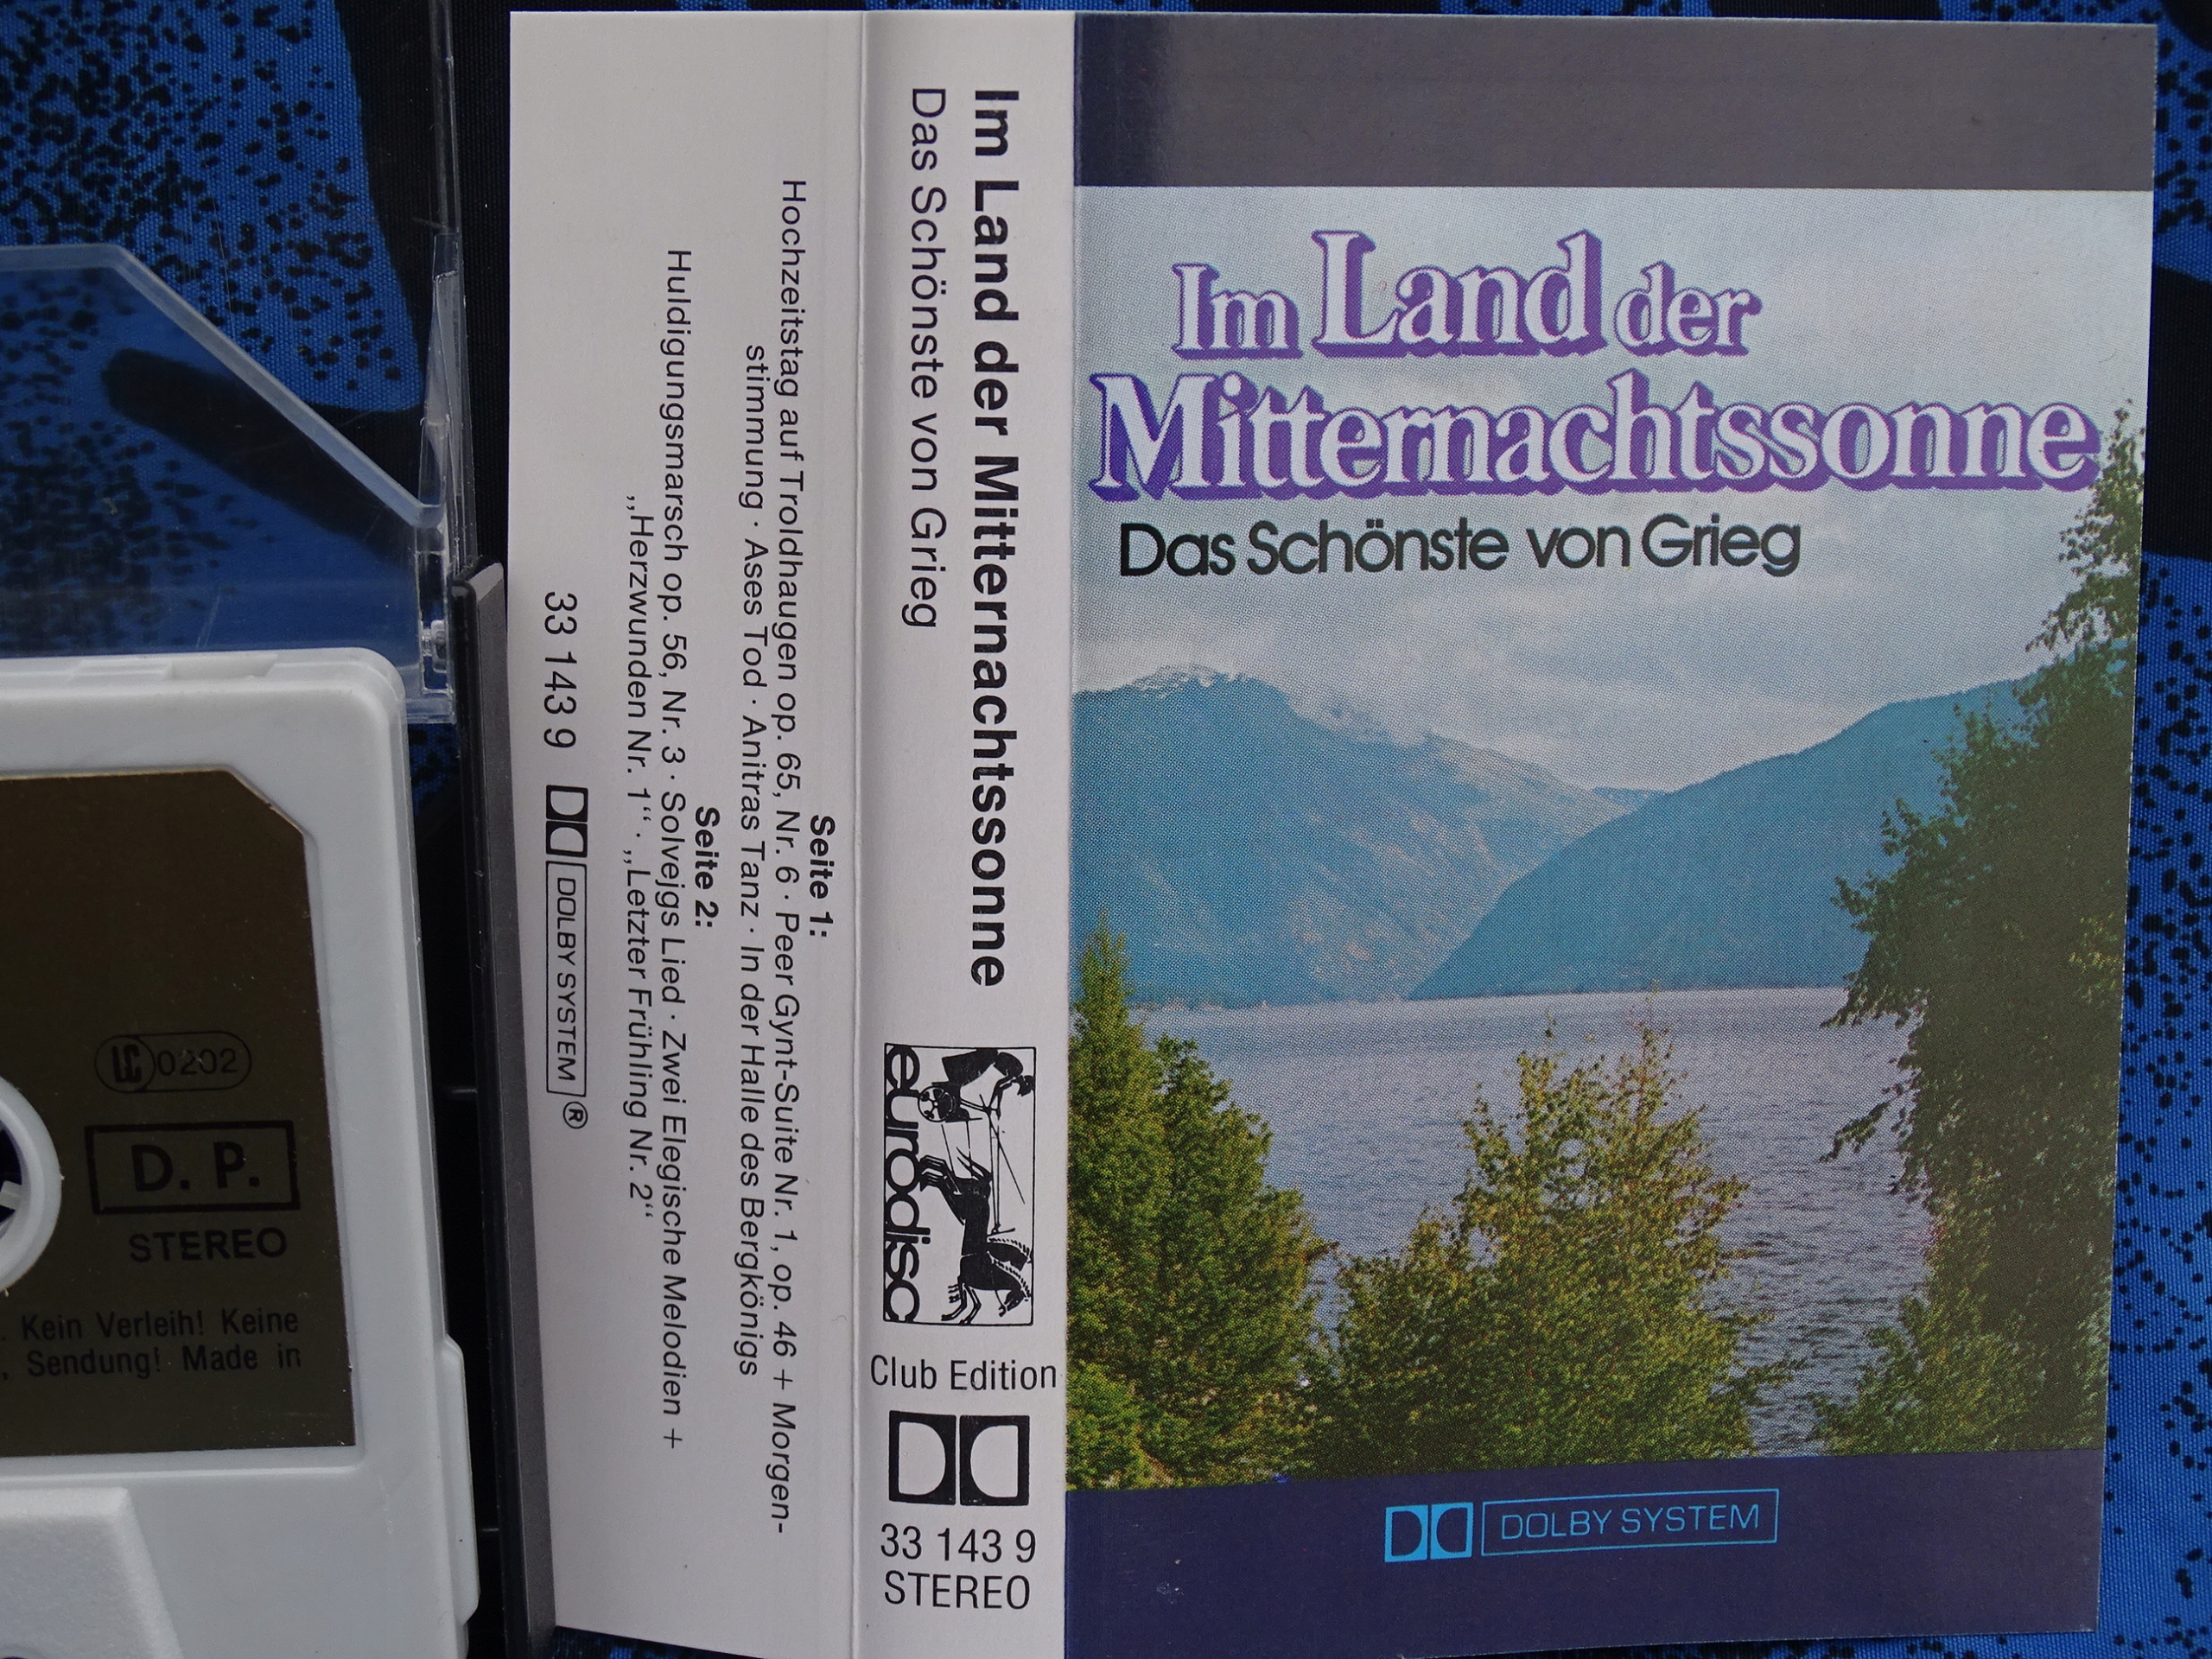 Im Land der
Mitternachtssonne
Das Schönste von Grieg
DOLBY SYSTEM
Im Land der Mitternachtssonne
Das Schönste von Grieg
eurodisc
Club Edition
33 143 9
STEREO
Seite 1:
Hochzeitstag auf Troldhaugen op. 65, Nr. 6 · Peer Gynt-Suite Nr. 1, op. 46 + Morgen-
stimmung · Ases Tod · Anitras Tanz · In der Halle des Bergkönigs
Seite 2:
Huldigungsmarsch op. 56, Nr. 3 · Solvejgs Lied · Zwei Elegische Melodien +
„Herzwunden Nr. 1“ · „Letzter Frühling Nr. 2“
33 143 9 DOLBY SYSTEM ®
LC 0202
D. P.
STEREO
. Kein Verleih! Keine
, Sendung! Made in